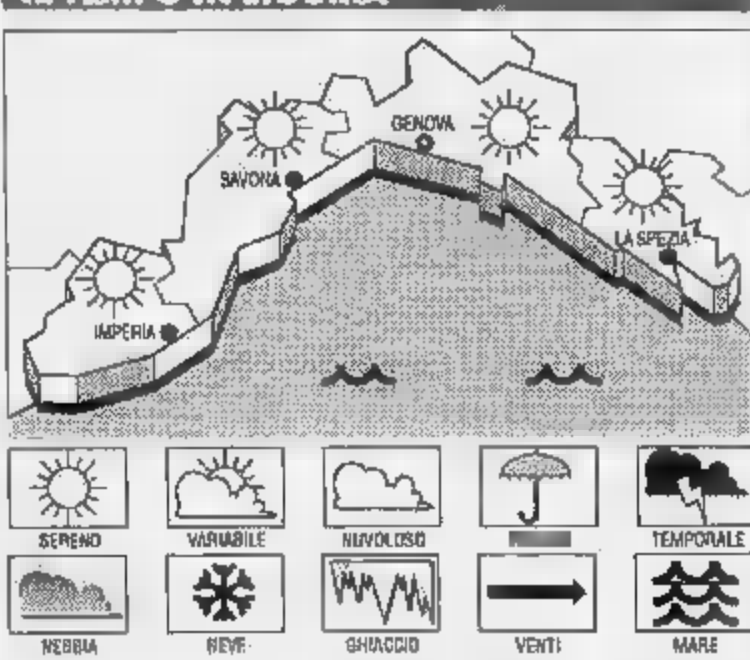 GENOVA
SAVONA
LA SPEZIA
IMPERIA
SERENO
VARIABILE
NUVOLOSO
TEMPORALE
NEBBIA
NEVE
GHIACCIO
VENTI
MARE